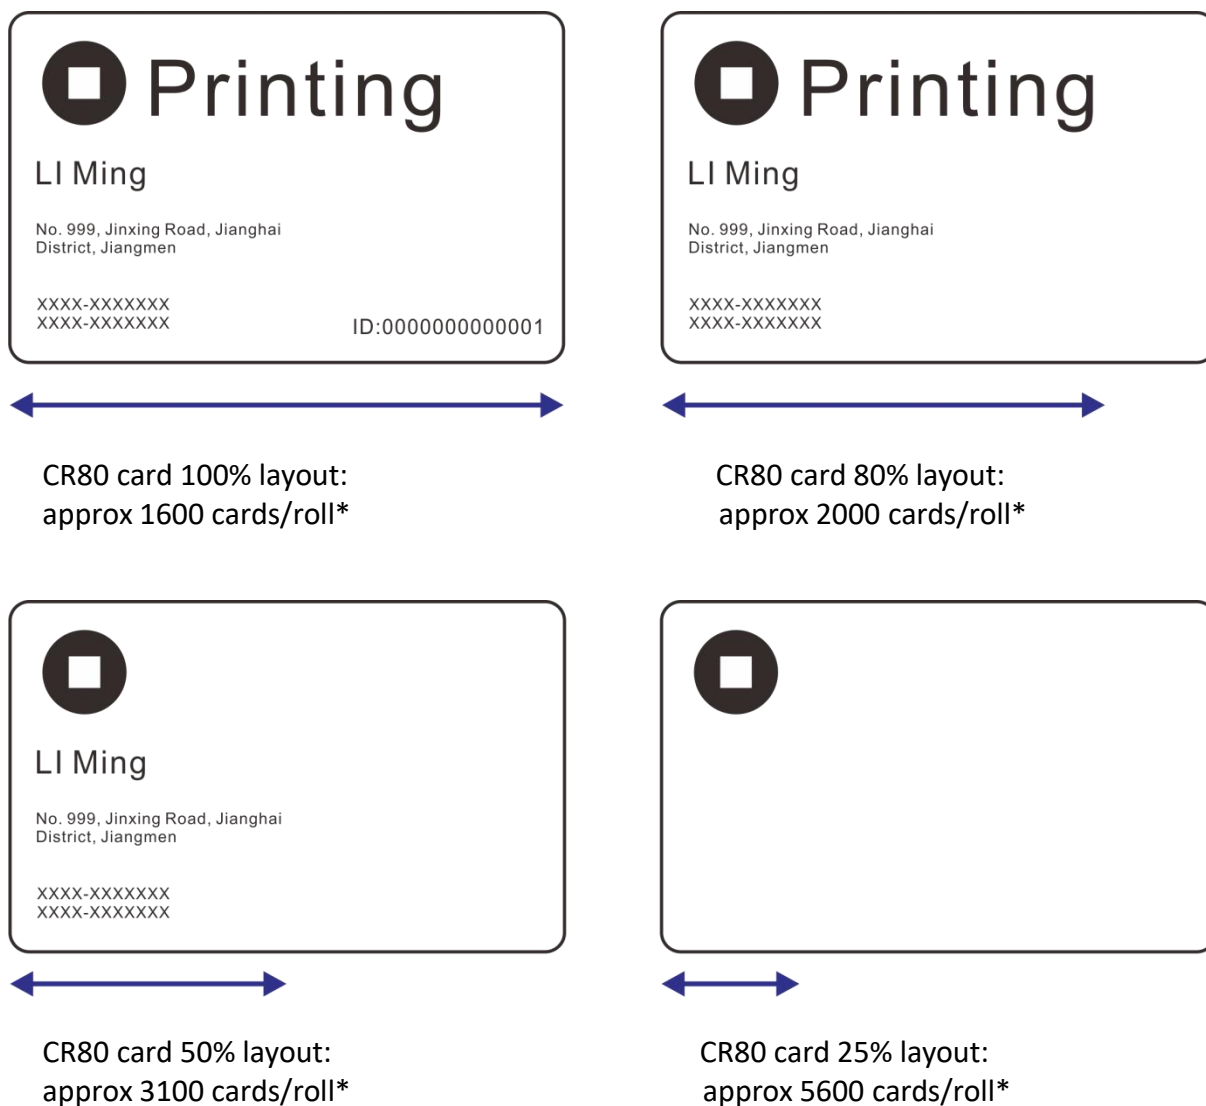 Printing
LI Ming
No. 999, Jinxing Road, Jianghai
District, Jiangmen
XXXX-XXXXXXX
XXXX-XXXXXXX
ID:0000000000001
CR80 card 100% layout:
approx 1600 cards/roll*
Printing
LI Ming
No. 999, Jinxing Road, Jianghai
District, Jiangmen
XXXX-XXXXXXX
XXXX-XXXXXXX
CR80 card 80% layout:
approx 2000 cards/roll*
LI Ming
No. 999, Jinxing Road, Jianghai
District, Jiangmen
XXXX-XXXXXXX
XXXX-XXXXXXX
CR80 card 50% layout:
approx 3100 cards/roll*
CR80 card 25% layout:
approx 5600 cards/roll*